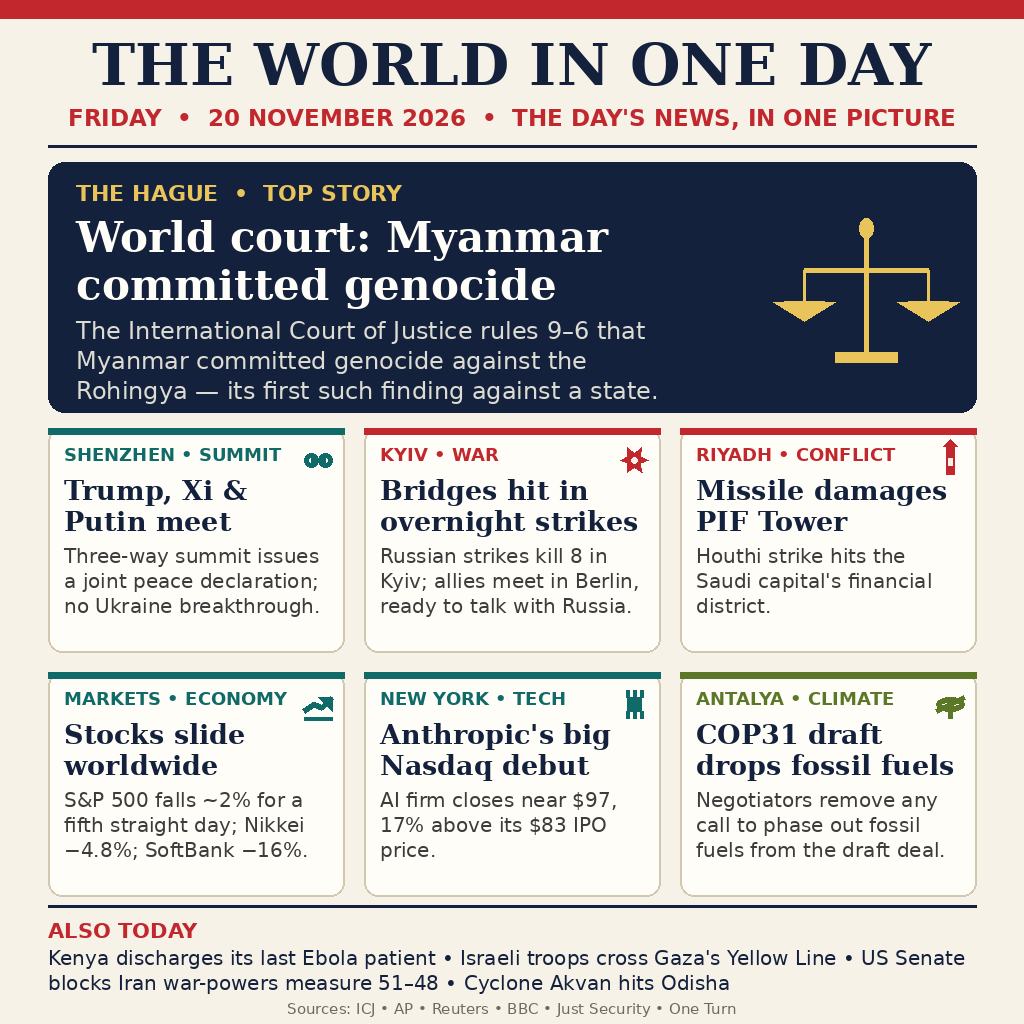 THE WORLD IN ONE DAY
FRIDAY • 20 NOVEMBER 2026 • THE DAY'S NEWS, IN ONE PICTURE
THE HAGUE • TOP STORY
World court: Myanmar
committed genocide
The International Court of Justice rules 9–6 that
Myanmar committed genocide against the
Rohingya — its first such finding against a state.
SHENZHEN • SUMMIT
Trump, Xi &
Putin meet
Three-way summit issues
a joint peace declaration;
no Ukraine breakthrough.
KYIV • WAR
Bridges hit in
overnight strikes
Russian strikes kill 8 in
Kyiv; allies meet in Berlin,
ready to talk with Russia.
RIYADH • CONFLICT
Missile damages
PIF Tower
Houthi strike hits the
Saudi capital's financial
district.
MARKETS • ECONOMY
Stocks slide
worldwide
S&P 500 falls ~2% for a
fifth straight day; Nikkei
−4.8%; SoftBank −16%.
NEW YORK • TECH
Anthropic's big
Nasdaq debut
AI firm closes near $97,
17% above its $83 IPO
price.
ANTALYA • CLIMATE
COP31 draft
drops fossil fuels
Negotiators remove any
call to phase out fossil
fuels from the draft deal.
ALSO TODAY
Kenya discharges its last Ebola patient • Israeli troops cross Gaza's Yellow Line • US Senate
blocks Iran war-powers measure 51–48 • Cyclone Akvan hits Odisha
Sources: ICJ • AP • Reuters • BBC • Just Security • One Turn